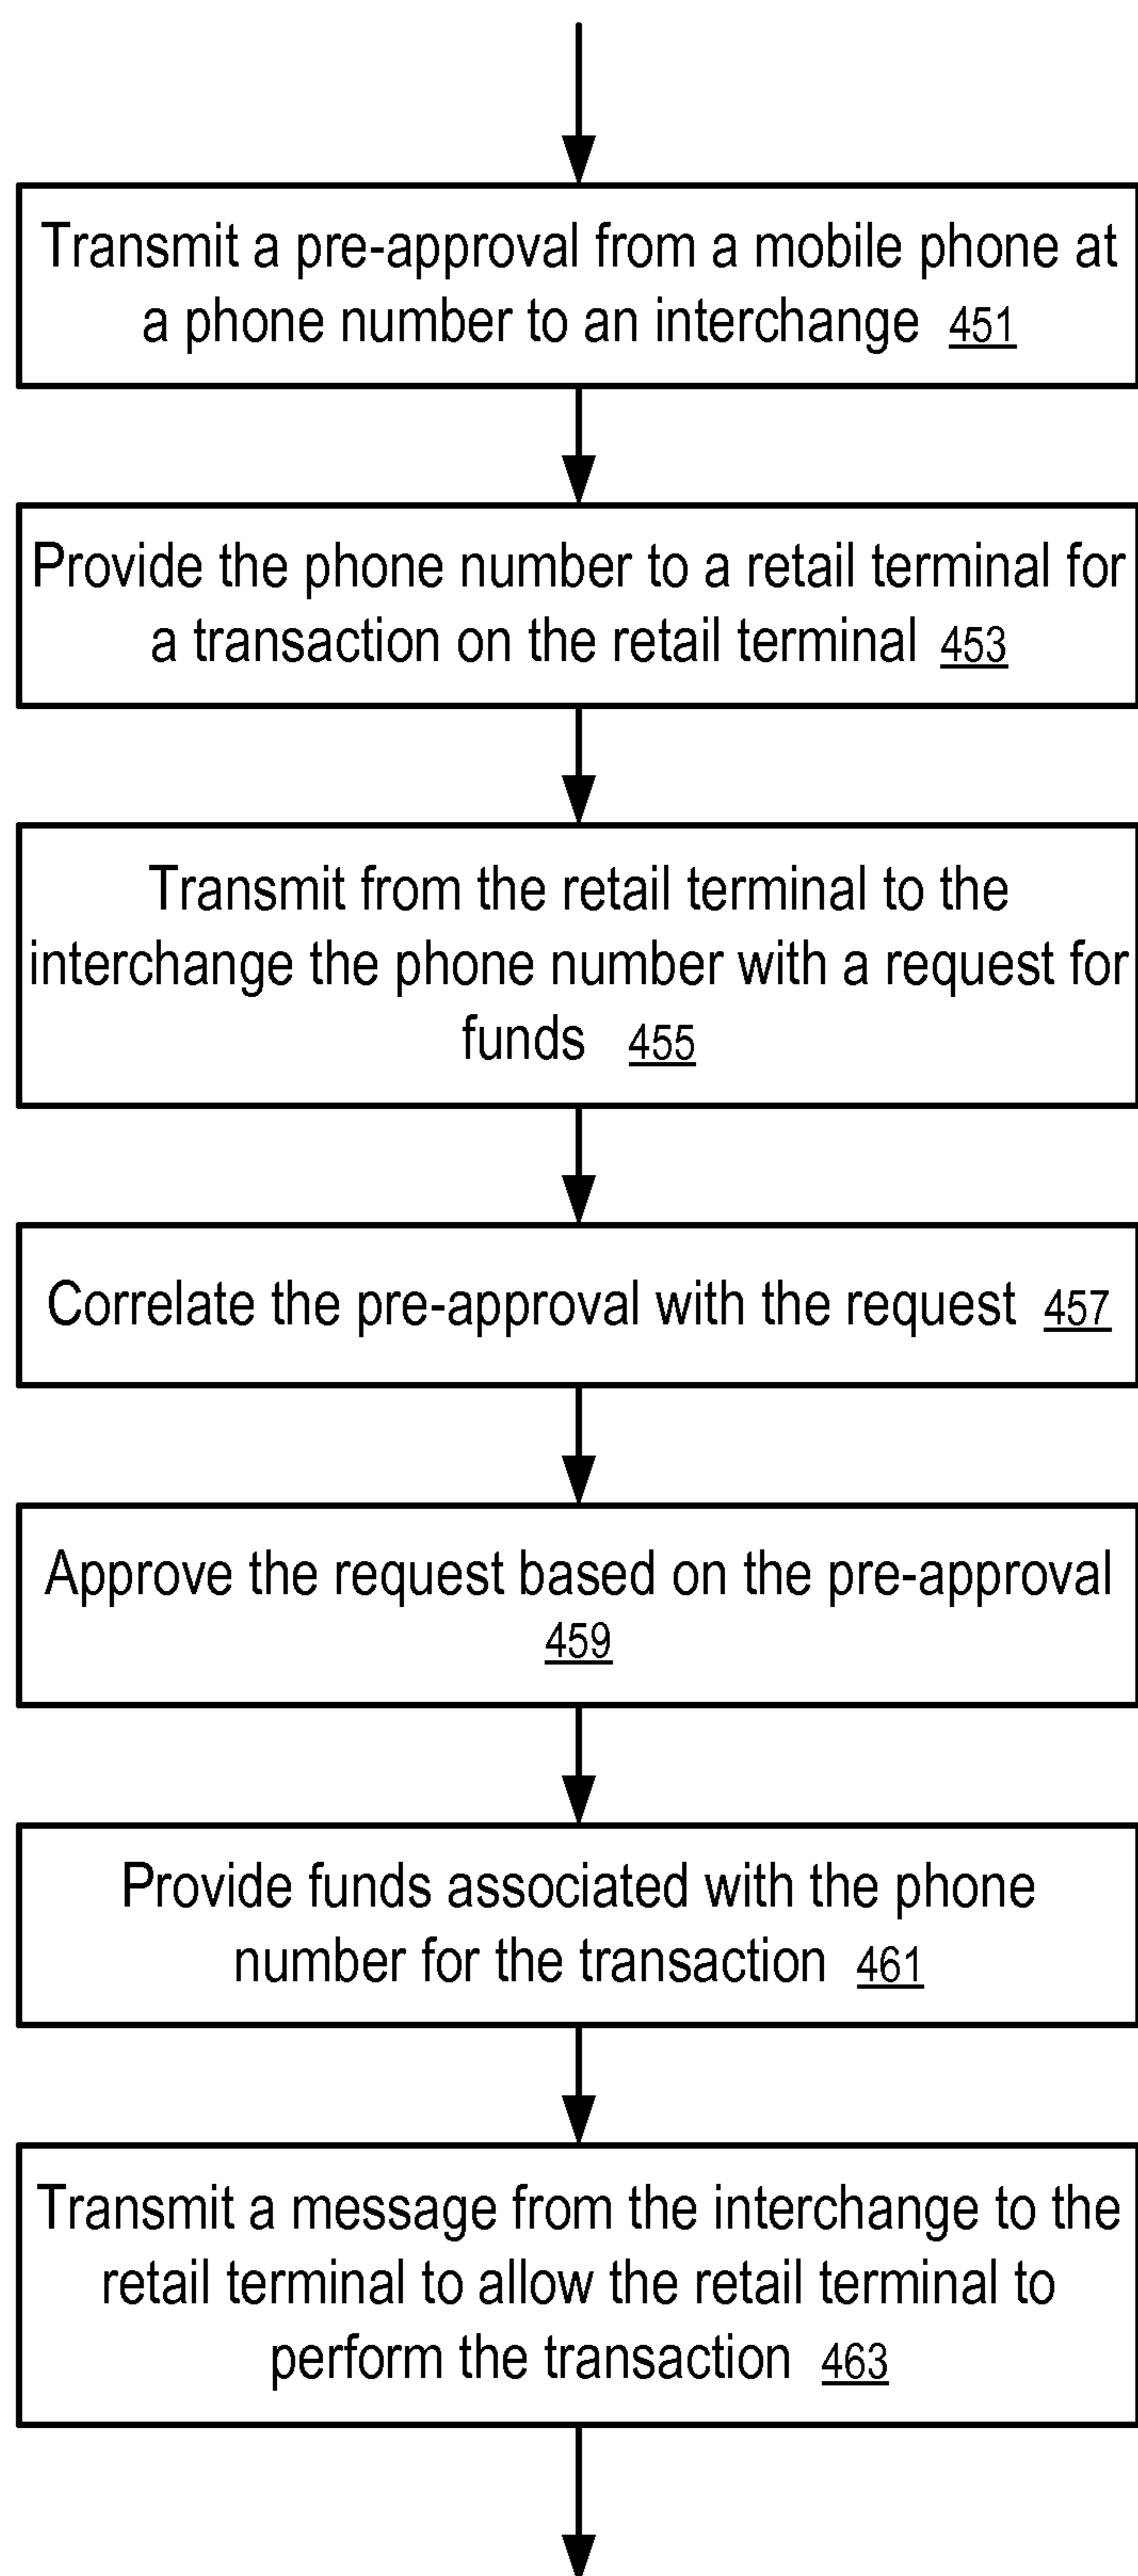 Transmit a pre-approval from a mobile phone at
a phone number to an interchange 451
Provide the phone number to a retail terminal for
a transaction on the retail terminal 453
Transmit from the retail terminal to the
interchange the phone number with a request for
funds 455
Correlate the pre-approval with the request 457
Approve the request based on the pre-approval
459
Provide funds associated with the phone
number for the transaction 461
Transmit a message from the interchange to the
retail terminal to allow the retail terminal to
perform the transaction 463